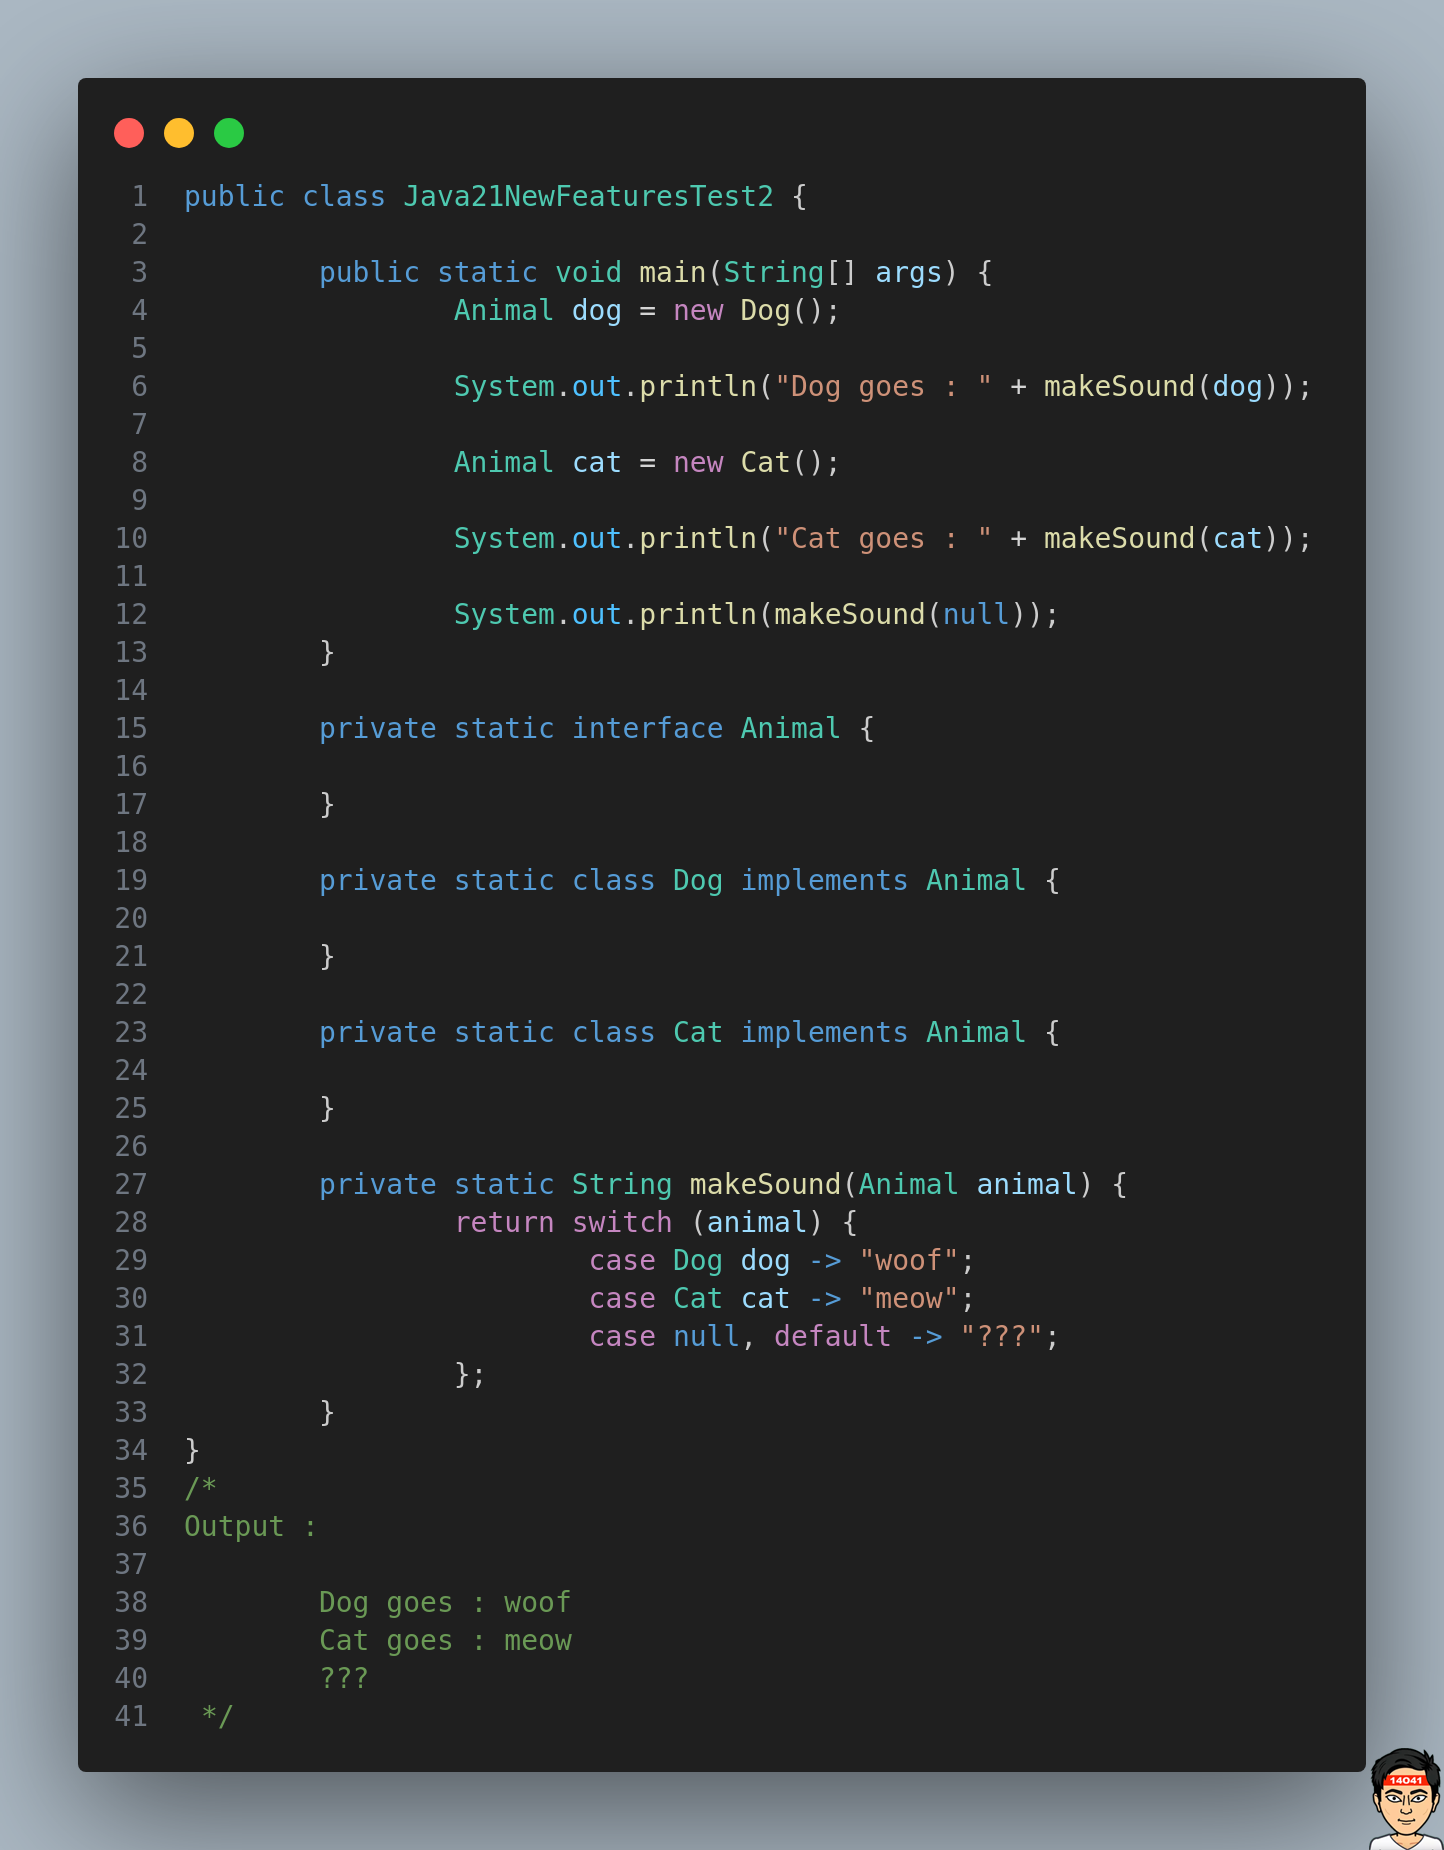 1 public class Java21NewFeaturesTest2 {
2
3 public static void main(String[] args) {
4 Animal dog = new Dog();
5
6 System.out.println("Dog goes : " + makeSound(dog));
7
8 Animal cat = new Cat();
9
10 System.out.println("Cat goes : " + makeSound(cat));
11
12 System.out.println(makeSound(null));
13 }
14
15 private static interface Animal {
16
17 }
18
19 private static class Dog implements Animal {
20
21 }
22
23 private static class Cat implements Animal {
24
25 }
26
27 private static String makeSound(Animal animal) {
28 return switch (animal) {
29 case Dog dog -> "woof";
30 case Cat cat -> "meow";
31 case null, default -> "???";
32 };
33 }
34 }
35 /*
36 Output :
37
38 Dog goes : woof
39 Cat goes : meow
40 ???
41 */
14041